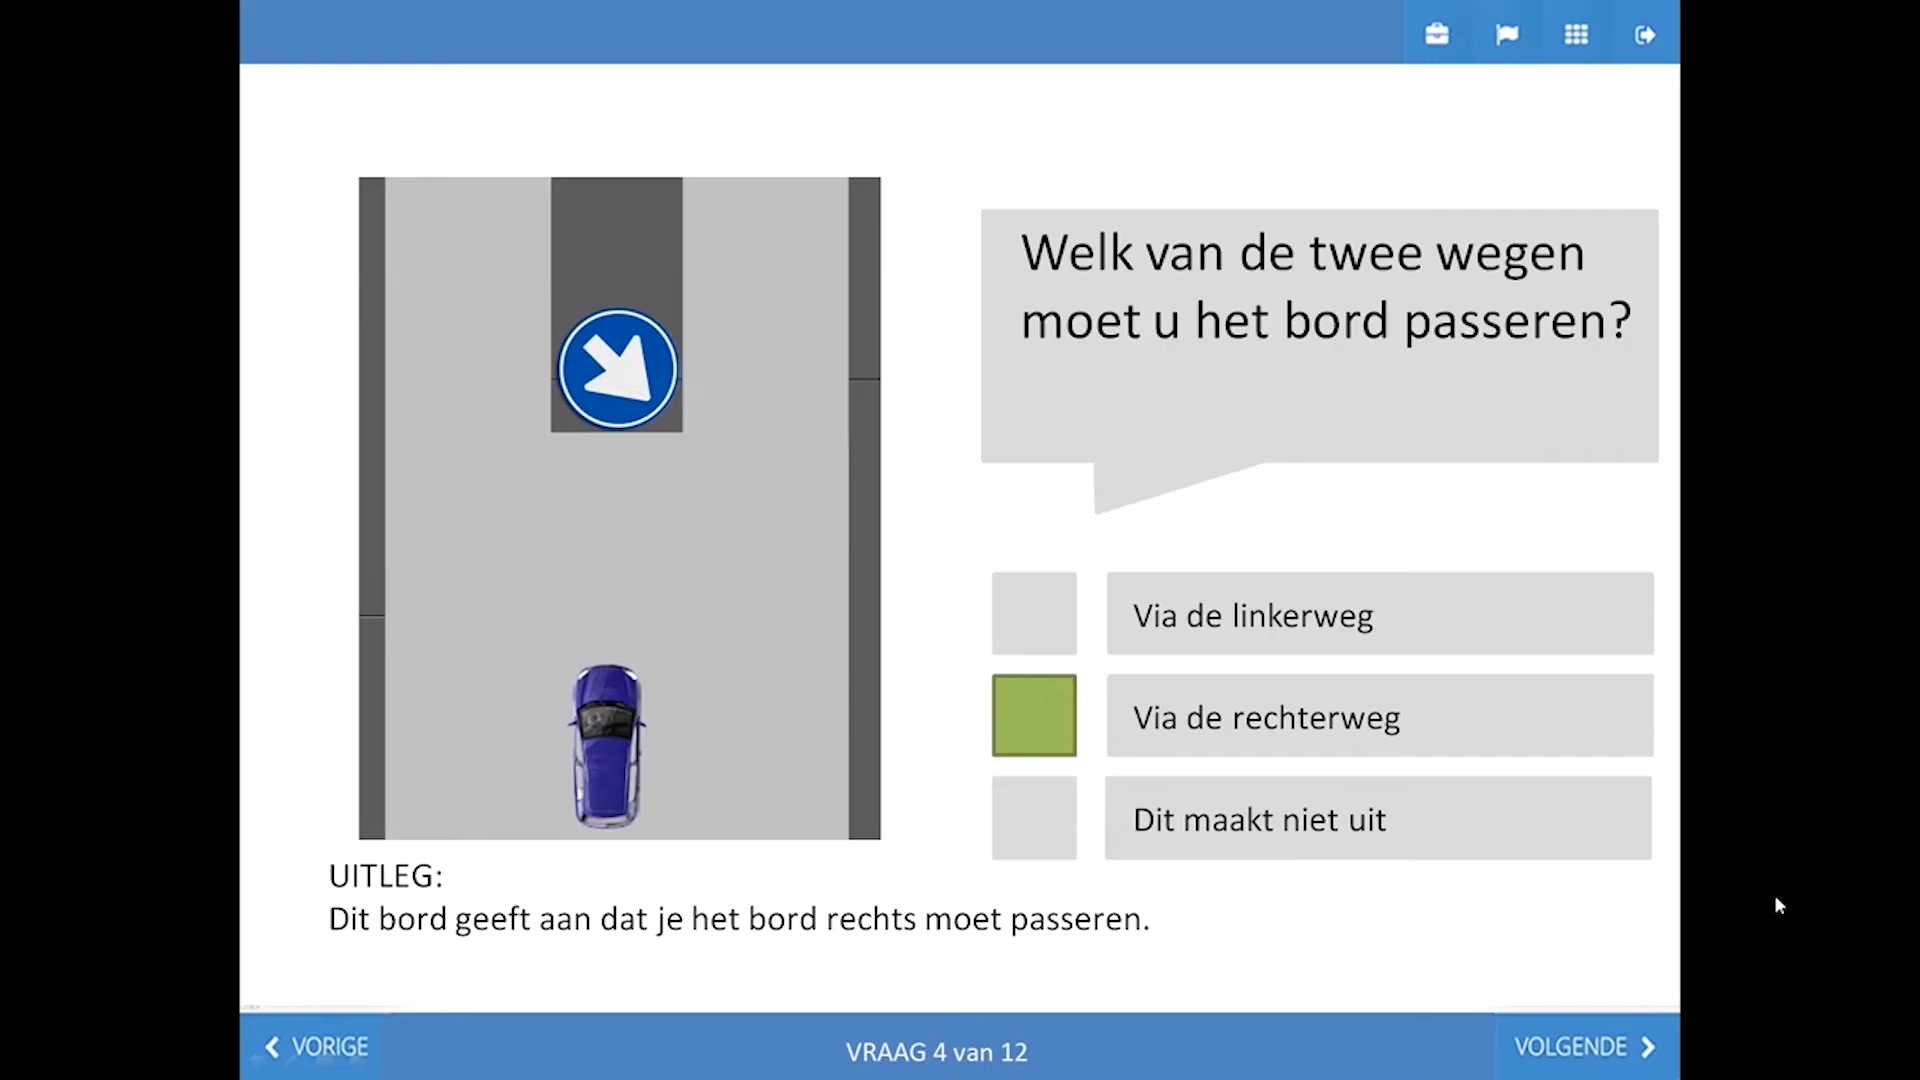 Welk van de twee wegen
moet u het bord passeren?
Via de linkerweg
Via de rechterweg
Dit maakt niet uit
UITLEG:
Dit bord geeft aan dat je het bord rechts moet passeren.
VORIGE
VRAAG 4 van 12
VOLGENDE